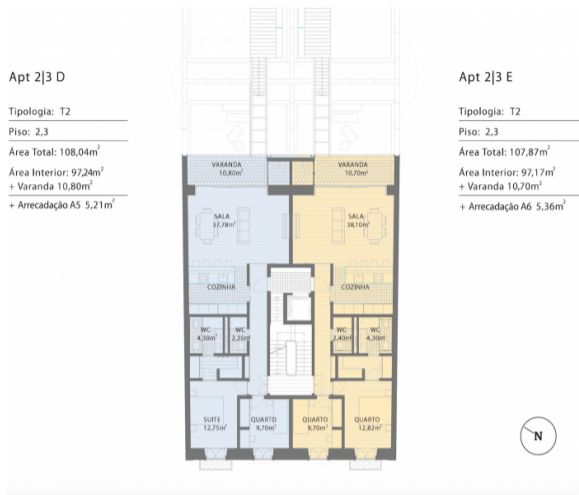 Apt 2|3 D
Tipologia: T2
Piso: 2,3
Área Total: 108,04m²
Área Interior: 97,24m²
+ Varanda 10,80m²
+ Arrecadação A5 5,21m²
Apt 2|3 E
Tipologia: T2
Piso: 2,3
Área Total: 107,87m²
Área Interior: 97,17m²
+ Varanda 10,70m²
+ Arrecadação A6 5,36m²
VARANDA
10,80m²
VARANDA
10,70m²
SALA
37,78m²
SALA
38,10m²
COZINHA
COZINHA
WC
4,30m²
WC
2,20m²
WC
2,40m²
WC
4,30m²
SUITE
12,75m²
QUARTO
9,70m²
QUARTO
9,70m²
QUARTO
12,82m²
N